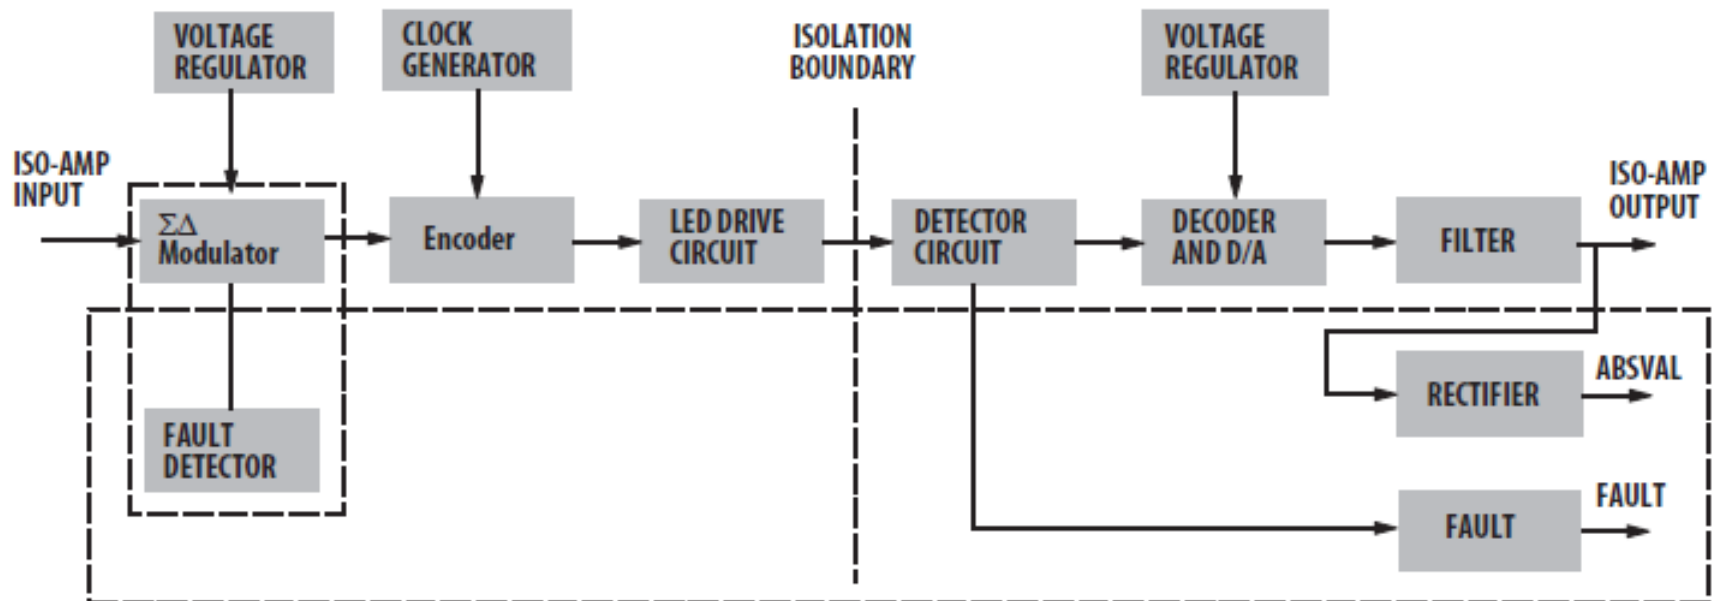 VOLTAGE
REGULATOR
CLOCK
GENERATOR
ISOLATION
BOUNDARY
VOLTAGE
REGULATOR
ISO-AMP
INPUT
ΣΔ
Modulator
Encoder
LED DRIVE
CIRCUIT
DETECTOR
CIRCUIT
DECODER
AND D/A
FILTER
ISO-AMP
OUTPUT
RECTIFIER
ABSVAL
FAULT
DETECTOR
FAULT
FAULT